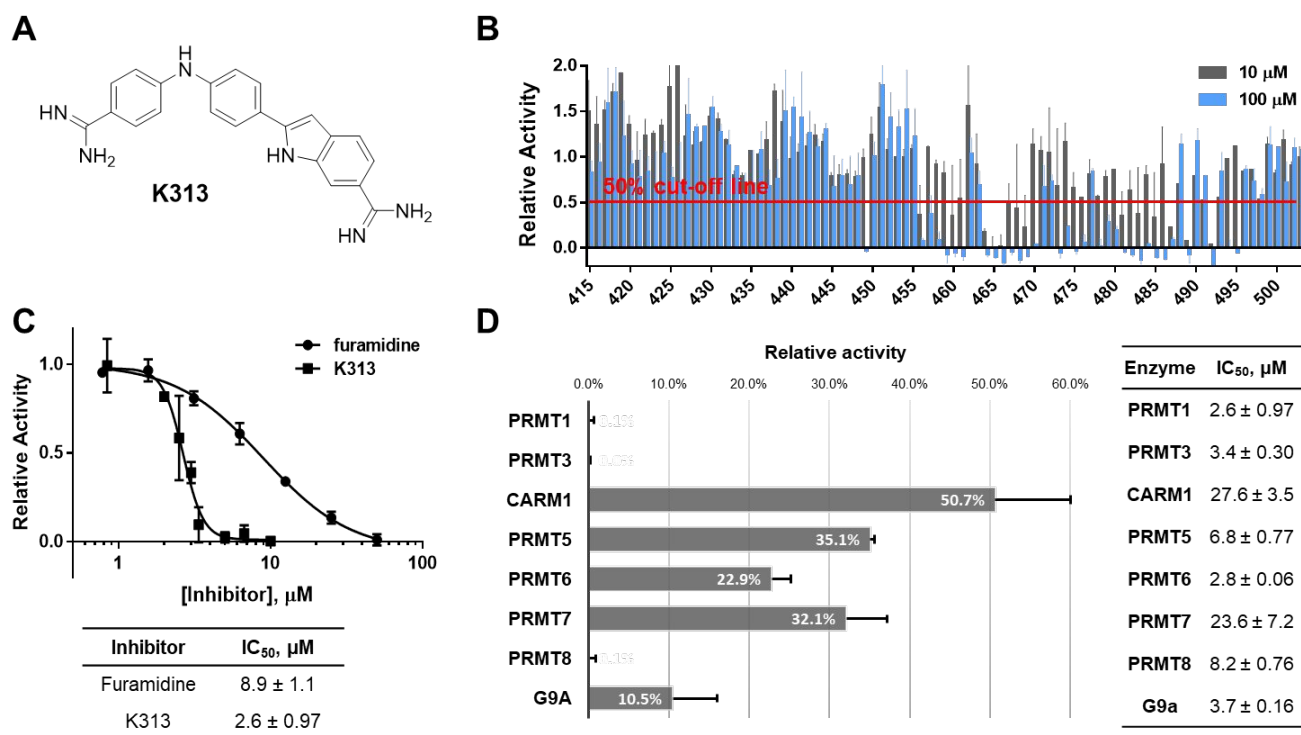 A
H
N
HN
NH₂
HN
NH₂
HN
K313
B
Relative Activity
2.0
1.5
1.0
0.5
0.0
10 μM
100 μM
50% cut-off line
415 420 425 430 435 440 445 450 455 460 465 470 475 480 485 490 495 500
C
Relative Activity
1.0
0.5
0.0
furamidine
K313
1 10 100
[Inhibitor], μM
Inhibitor IC₅₀, μM
Furamidine 8.9 ± 1.1
K313 2.6 ± 0.97
D
Relative activity
0.0% 10.0% 20.0% 30.0% 40.0% 50.0% 60.0%
PRMT1
PRMT3
CARM1 50.7%
PRMT5 35.1%
PRMT6 22.9%
PRMT7 32.1%
PRMT8
G9A 10.5%
Enzyme IC₅₀, μM
PRMT1 2.6 ± 0.97
PRMT3 3.4 ± 0.30
CARM1 27.6 ± 3.5
PRMT5 6.8 ± 0.77
PRMT6 2.8 ± 0.06
PRMT7 23.6 ± 7.2
PRMT8 8.2 ± 0.76
G9a 3.7 ± 0.16